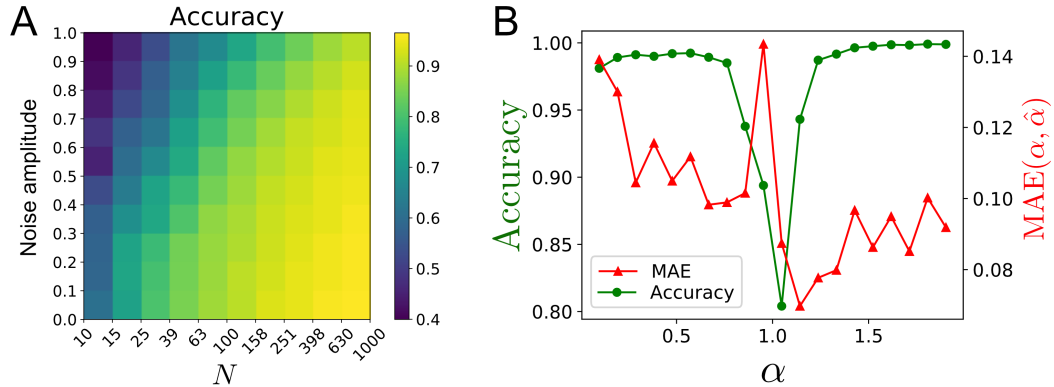 A
Accuracy
Noise amplitude
1.0
0.9
0.8
0.7
0.6
0.5
0.4
0.3
0.2
0.1
0.0
10 15 25 39 63 100 158 251 398 630 1000
N
0.9
0.8
0.7
0.6
0.5
0.4
B
Accuracy
1.00
0.95
0.90
0.85
0.80
MAE
Accuracy
0.5 1.0 1.5
α
0.14
0.12
0.10
0.08
MAE(α, α̂)